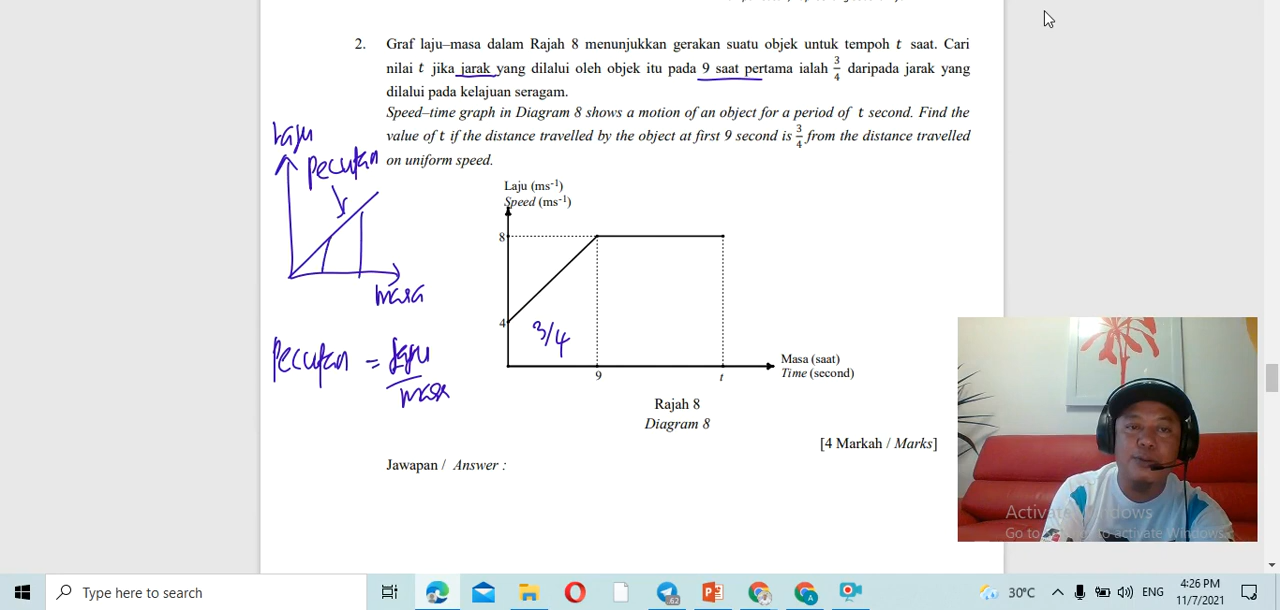 2. Graf laju–masa dalam Rajah 8 menunjukkan gerakan suatu objek untuk tempoh t saat. Cari
nilai t jika jarak yang dilalui oleh objek itu pada 9 saat pertama ialah 3/4 daripada jarak yang
dilalui pada kelajuan seragam.
Speed–time graph in Diagram 8 shows a motion of an object for a period of t second. Find the
value of t if the distance travelled by the object at first 9 second is 3/4 from the distance travelled
on uniform speed.
Laju
Pecutan
masa
Pecutan = Laju
masa
Laju (ms⁻¹)
Speed (ms⁻¹)
8
4
3/4
9
t
Masa (saat)
Time (second)
Rajah 8
Diagram 8
[4 Markah / Marks]
Jawapan / Answer :
Go to
to activate Windows.
Type here to search
62
30°C
ENG
4:26 PM
11/7/2021